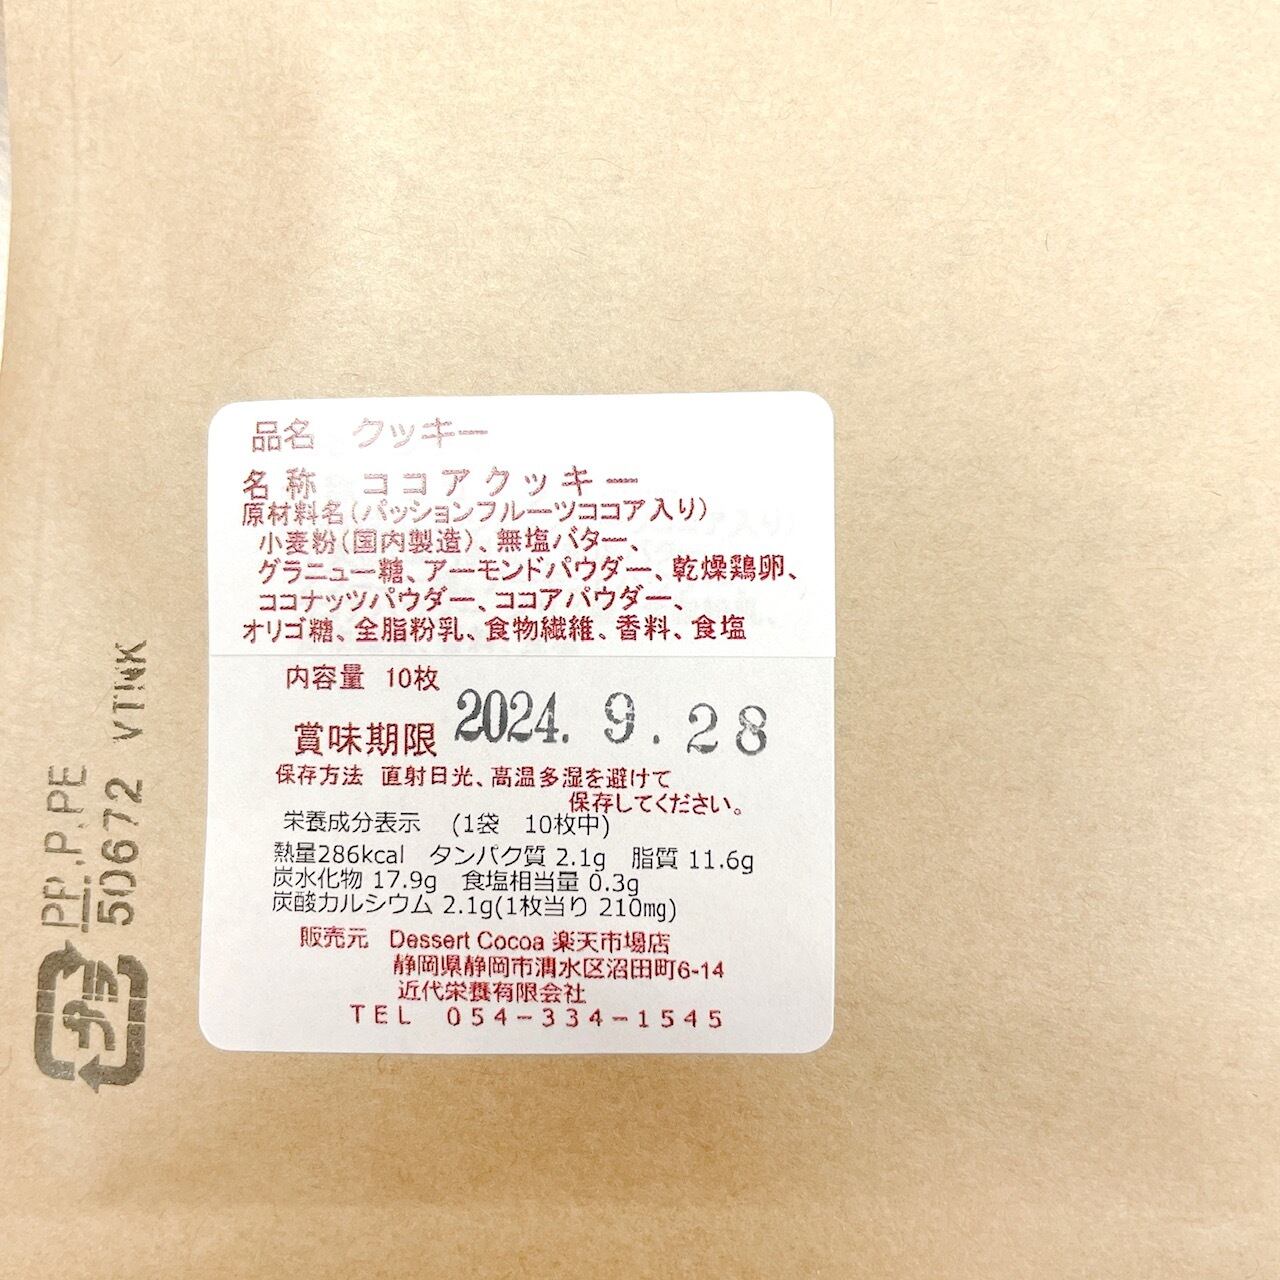 品名 クッキー
名称 ココアクッキー
原材料名(パッションフルーツココア入り)
小麦粉(国内製造)、無塩バター、
グラニュー糖、アーモンドパウダー、乾燥鶏卵、
ココナッツパウダー、ココアパウダー、
オリゴ糖、全脂粉乳、食物繊維、香料、食塩
内容量 10枚
賞味期限 2024. 9. 28
保存方法 直射日光、高温多湿を避けて
保存してください。
栄養成分表示 (1袋 10枚中)
熱量286kcal タンパク質 2.1g 脂質 11.6g
炭水化物 17.9g 食塩相当量 0.3g
炭酸カルシウム 2.1g(1枚当り 210mg)
販売元 Dessert Cocoa 楽天市場店
静岡県静岡市清水区沼田町6-14
近代栄養有限会社
TEL 054-334-1545
プラ
PP,P,PE
50672 VTNK